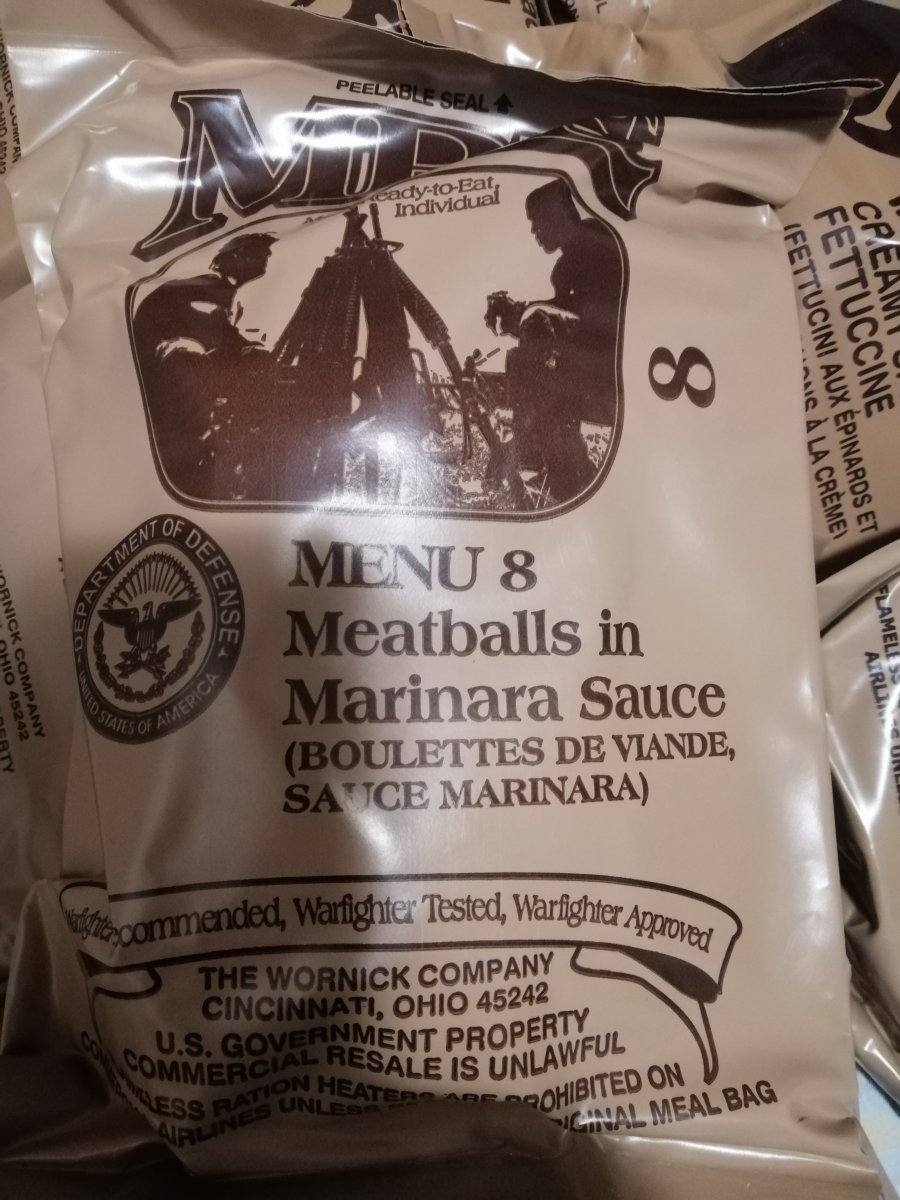 PEELABLE SEAL
MRE
Ready-to-Eat,
Individual
8
DEPARTMENT OF DEFENSE
UNITED STATES OF AMERICA
MENU 8
Meatballs in
Marinara Sauce
(BOULETTES DE VIANDE,
SAUCE MARINARA)
Warfighter Tested, Warfighter Approved
THE WORNICK COMPANY
CINCINNATI, OHIO 45242
U.S. GOVERNMENT PROPERTY
COMMERCIAL RESALE IS UNLAWFUL
RATION HEATERS ARE PROHIBITED ON
AIRLINES UNLESS ORIGINAL MEAL BAG
CREAMY
FETTUCCINE
(FETTUCINI AUX ÉPINARDS ET
À LA CRÈME)
WORNICK COMPANY
OHIO 45242